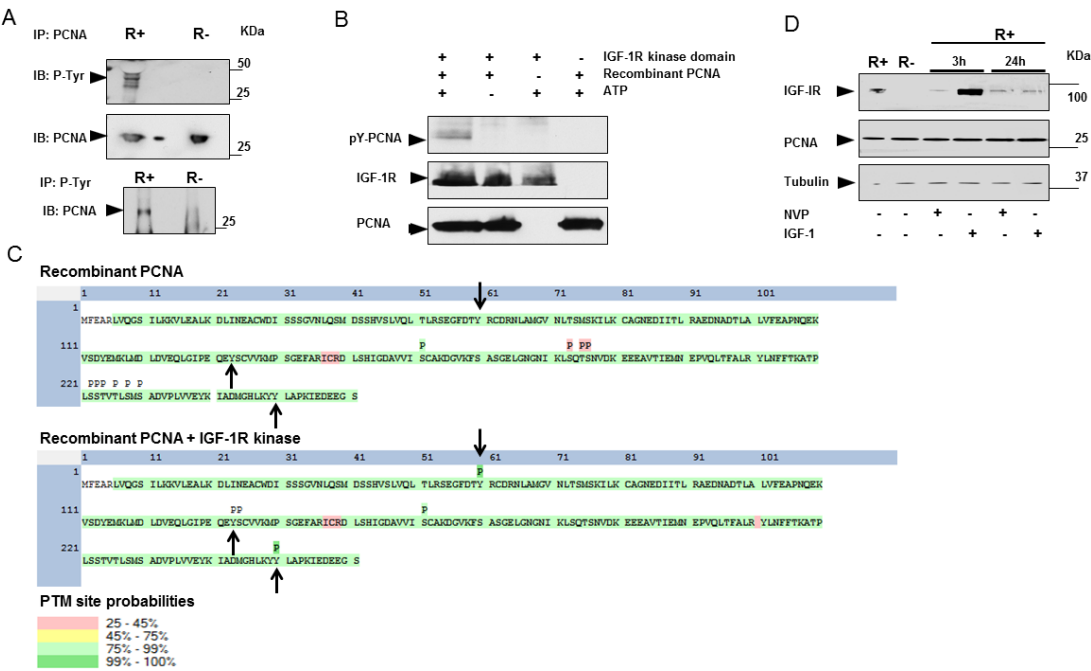 A
IP: PCNA R+ R- KDa
IB: P-Tyr 50
25
IB: PCNA 25
IP: P-Tyr R+ R-
IB: PCNA 25
B
+ + + - IGF-1R kinase domain
+ + - + Recombinant PCNA
+ - + + ATP
pY-PCNA
IGF-1R
PCNA
D
R+
R+ R- 3h 24h KDa
IGF-IR 100
PCNA 25
Tubulin 37
NVP - - + - + -
IGF-1 - - - + - +
C
Recombinant PCNA
1 11 21 31 41 51 61 71 81 91 101
1
MFEARLVQGS ILKKVLEALK DLINEACWDI SSSGVNLQSM DSSHVSLVQL TLRSEGFDTY RCDRNLAMGV NLTSMSKILK CAGNEDIITL RAEDNADTLA LVFEAPNQEK
111 P P PP
VSDYEMKLMD LDVEQLGIPE QEYSCVVKMP SGEFARICRD LSHIGDAVVI SCAKDGVKFS ASGELGNGNI KLSQTSNVDK EEEAVTIEMN EPVQLTFALR YLNFFTKATP
221 PPP P P P
LSSTVTLSMS ADVPLVVEYK IADMGHLKYY LAPKIEDEEG S
Recombinant PCNA + IGF-1R kinase
1 11 21 31 41 51 61 71 81 91 101
1 P
MFEARLVQGS ILKKVLEALK DLINEACWDI SSSGVNLQSM DSSHVSLVQL TLRSEGFDTY RCDRNLAMGV NLTSMSKILK CAGNEDIITL RAEDNADTLA LVFEAPNQEK
111 PP P
VSDYEMKLMD LDVEQLGIPE QEYSCVVKMP SGEFARICRD LSHIGDAVVI SCAKDGVKFS ASGELGNGNI KLSQTSNVDK EEEAVTIEMN EPVQLTFALR YLNFFTKATP
221 P
LSSTVTLSMS ADVPLVVEYK IADMGHLKYY LAPKIEDEEG S
PTM site probabilities
25 - 45%
45% - 75%
75% - 99%
99% - 100%